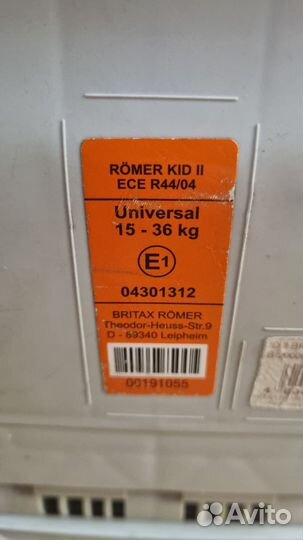 RÖMER KID II
ECE R44/04
Universal
15 - 36 kg
E1
04301312
BRITAX RÖMER
Theodor-Heuss-Str.9
D - 89340 Leipheim
00191055
Avito